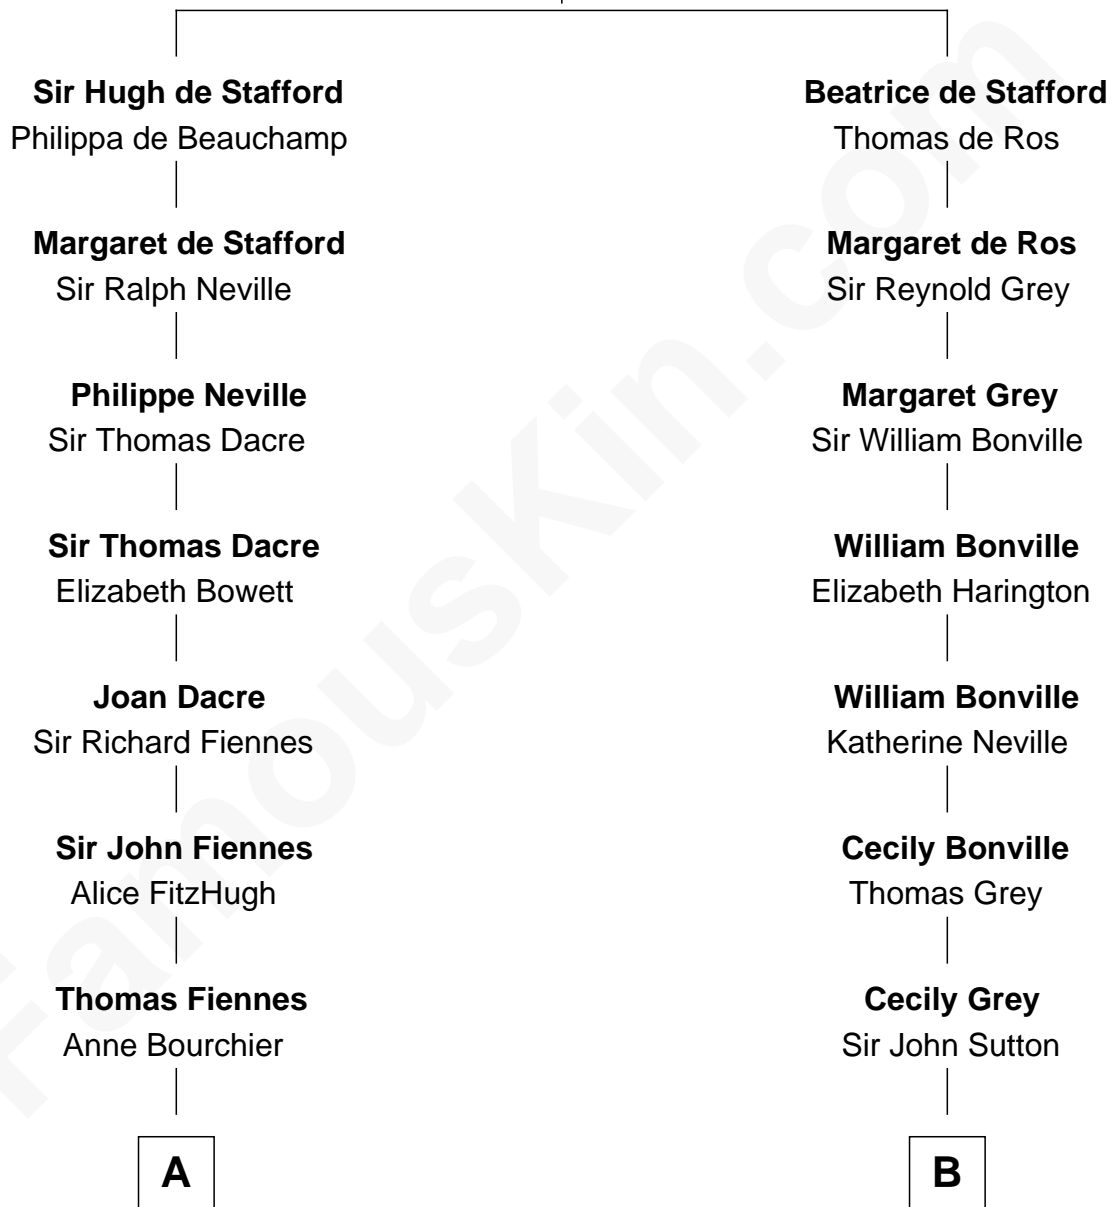 Sir Hugh de Stafford
Philippa de Beauchamp
Margaret de Stafford
Sir Ralph Neville
Philippe Neville
Sir Thomas Dacre
Sir Thomas Dacre
Elizabeth Bowett
Joan Dacre
Sir Richard Fiennes
Sir John Fiennes
Alice FitzHugh
Thomas Fiennes
Anne Bourchier
A
Beatrice de Stafford
Thomas de Ros
Margaret de Ros
Sir Reynold Grey
Margaret Grey
Sir William Bonville
William Bonville
Elizabeth Harington
William Bonville
Katherine Neville
Cecily Bonville
Thomas Grey
Cecily Grey
Sir John Sutton
B
FamousKin.com